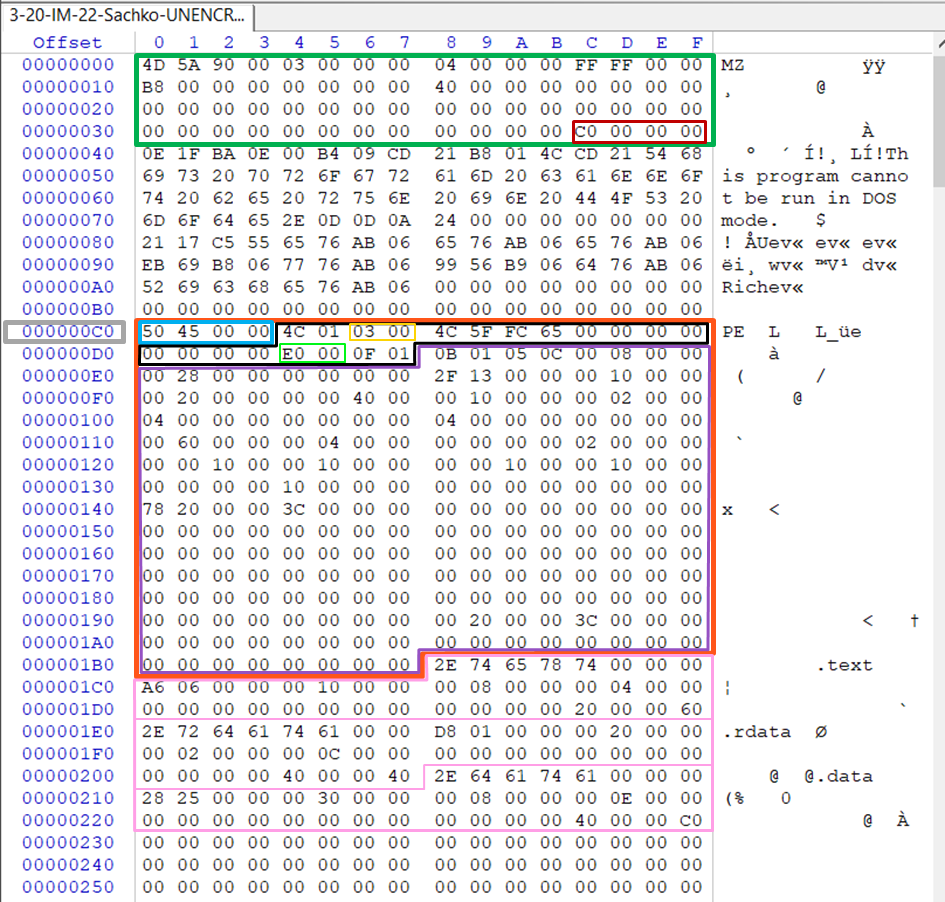 3-20-IM-22-Sachko-UNENCR...
Offset 0 1 2 3 4 5 6 7 8 9 A B C D E F
00000000 4D 5A 90 00 03 00 00 00 04 00 00 00 FF FF 00 00 MZ ÿÿ
00000010 B8 00 00 00 00 00 00 00 40 00 00 00 00 00 00 00 ¸ @
00000020 00 00 00 00 00 00 00 00 00 00 00 00 00 00 00 00
00000030 00 00 00 00 00 00 00 00 00 00 00 00 C0 00 00 00 À
00000040 0E 1F BA 0E 00 B4 09 CD 21 B8 01 4C CD 21 54 68 º ´ Í!¸ LÍ!Th
00000050 69 73 20 70 72 6F 67 72 61 6D 20 63 61 6E 6E 6F is program canno
00000060 74 20 62 65 20 72 75 6E 20 69 6E 20 44 4F 53 20 t be run in DOS
00000070 6D 6F 64 65 2E 0D 0D 0A 24 00 00 00 00 00 00 00 mode. $
00000080 21 17 C5 55 65 76 AB 06 65 76 AB 06 65 76 AB 06 ! ÅUev« ev« ev«
00000090 EB 69 B8 06 77 76 AB 06 99 56 B9 06 64 76 AB 06 ëi¸ wv« ™V¹ dv«
000000A0 52 69 63 68 65 76 AB 06 00 00 00 00 00 00 00 00 Richev«
000000B0 00 00 00 00 00 00 00 00 00 00 00 00 00 00 00 00
000000C0 50 45 00 00 4C 01 03 00 4C 5F FC 65 00 00 00 00 PE L L_üe
000000D0 00 00 00 00 E0 00 0F 01 0B 01 05 0C 00 08 00 00 à
000000E0 00 28 00 00 00 00 00 00 2F 13 00 00 00 10 00 00 ( /
000000F0 00 20 00 00 00 00 40 00 00 10 00 00 00 02 00 00 @
00000100 04 00 00 00 00 00 00 00 04 00 00 00 00 00 00 00
00000110 00 60 00 00 00 04 00 00 00 00 00 00 02 00 00 00 `
00000120 00 00 10 00 00 10 00 00 00 00 10 00 00 10 00 00
00000130 00 00 00 00 10 00 00 00 00 00 00 00 00 00 00 00
00000140 78 20 00 00 3C 00 00 00 00 00 00 00 00 00 00 00 x <
00000150 00 00 00 00 00 00 00 00 00 00 00 00 00 00 00 00
00000160 00 00 00 00 00 00 00 00 00 00 00 00 00 00 00 00
00000170 00 00 00 00 00 00 00 00 00 00 00 00 00 00 00 00
00000180 00 00 00 00 00 00 00 00 00 00 00 00 00 00 00 00
00000190 00 00 00 00 00 00 00 00 00 20 00 00 3C 00 00 00 < †
000001A0 00 00 00 00 00 00 00 00 00 00 00 00 00 00 00 00
000001B0 00 00 00 00 00 00 00 00 2E 74 65 78 74 00 00 00 .text
000001C0 A6 06 00 00 00 10 00 00 00 08 00 00 00 04 00 00 ¦
000001D0 00 00 00 00 00 00 00 00 00 00 00 00 20 00 00 60 `
000001E0 2E 72 64 61 74 61 00 00 D8 01 00 00 00 20 00 00 .rdata Ø
000001F0 00 02 00 00 00 0C 00 00 00 00 00 00 00 00 00 00
00000200 00 00 00 00 40 00 00 40 2E 64 61 74 61 00 00 00 @ @.data
00000210 28 25 00 00 00 30 00 00 00 08 00 00 00 0E 00 00 (% 0
00000220 00 00 00 00 00 00 00 00 00 00 00 00 40 00 00 C0 @ À
00000230 00 00 00 00 00 00 00 00 00 00 00 00 00 00 00 00
00000240 00 00 00 00 00 00 00 00 00 00 00 00 00 00 00 00
00000250 00 00 00 00 00 00 00 00 00 00 00 00 00 00 00 00